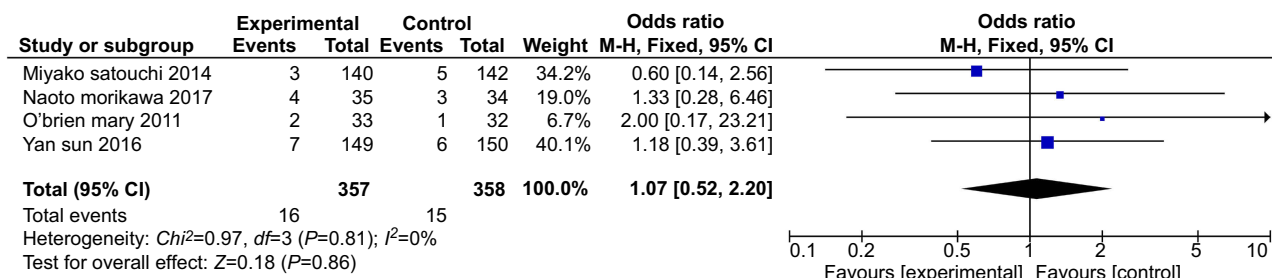 Experimental Control Odds ratio Odds ratio
Study or subgroup Events Total Events Total Weight M-H, Fixed, 95% CI M-H, Fixed, 95% CI
Miyako satouchi 2014 3 140 5 142 34.2% 0.60 [0.14, 2.56]
Naoto morikawa 2017 4 35 3 34 19.0% 1.33 [0.28, 6.46]
O’brien mary 2011 2 33 1 32 6.7% 2.00 [0.17, 23.21]
Yan sun 2016 7 149 6 150 40.1% 1.18 [0.39, 3.61]
Total (95% CI) 357 358 100.0% 1.07 [0.52, 2.20]
Total events 16 15
Heterogeneity: Chi²=0.97, df=3 (P=0.81); I²=0%
Test for overall effect: Z=0.18 (P=0.86)
0.1 0.2 0.5 1 2 5 10
Favours [experimental] Favours [control]